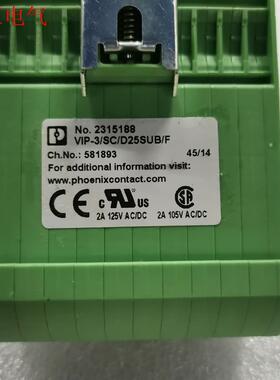 电气
No. 2315188
VIP-3/SC/D25SUB/F
Ch.No.: 581893 45/14
For additional information visit:
www.phoenixcontact.com
CE
2A 125V AC/DC 2A 105V AC/DC